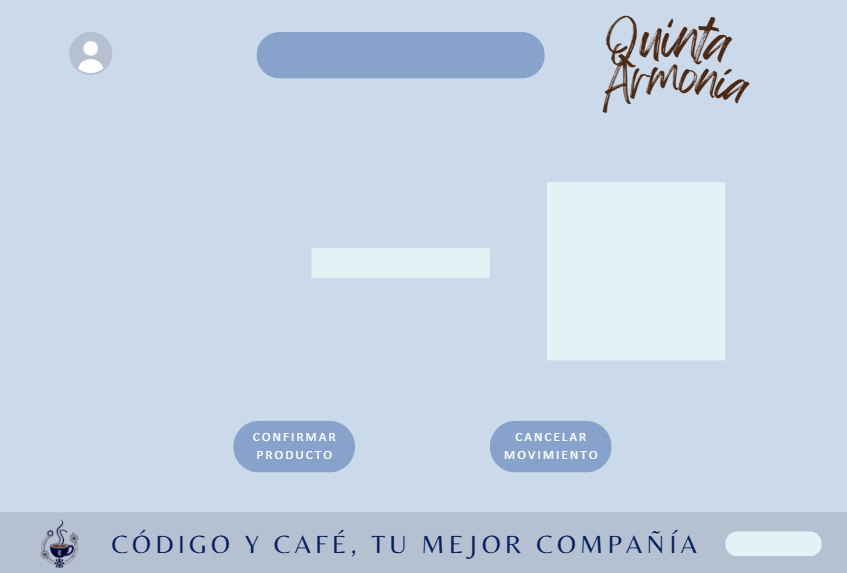 Quinta
Armonía
CONFIRMAR
PRODUCTO
CANCELAR
MOVIMIENTO
CÓDIGO Y CAFÉ, TU MEJOR COMPAÑÍA